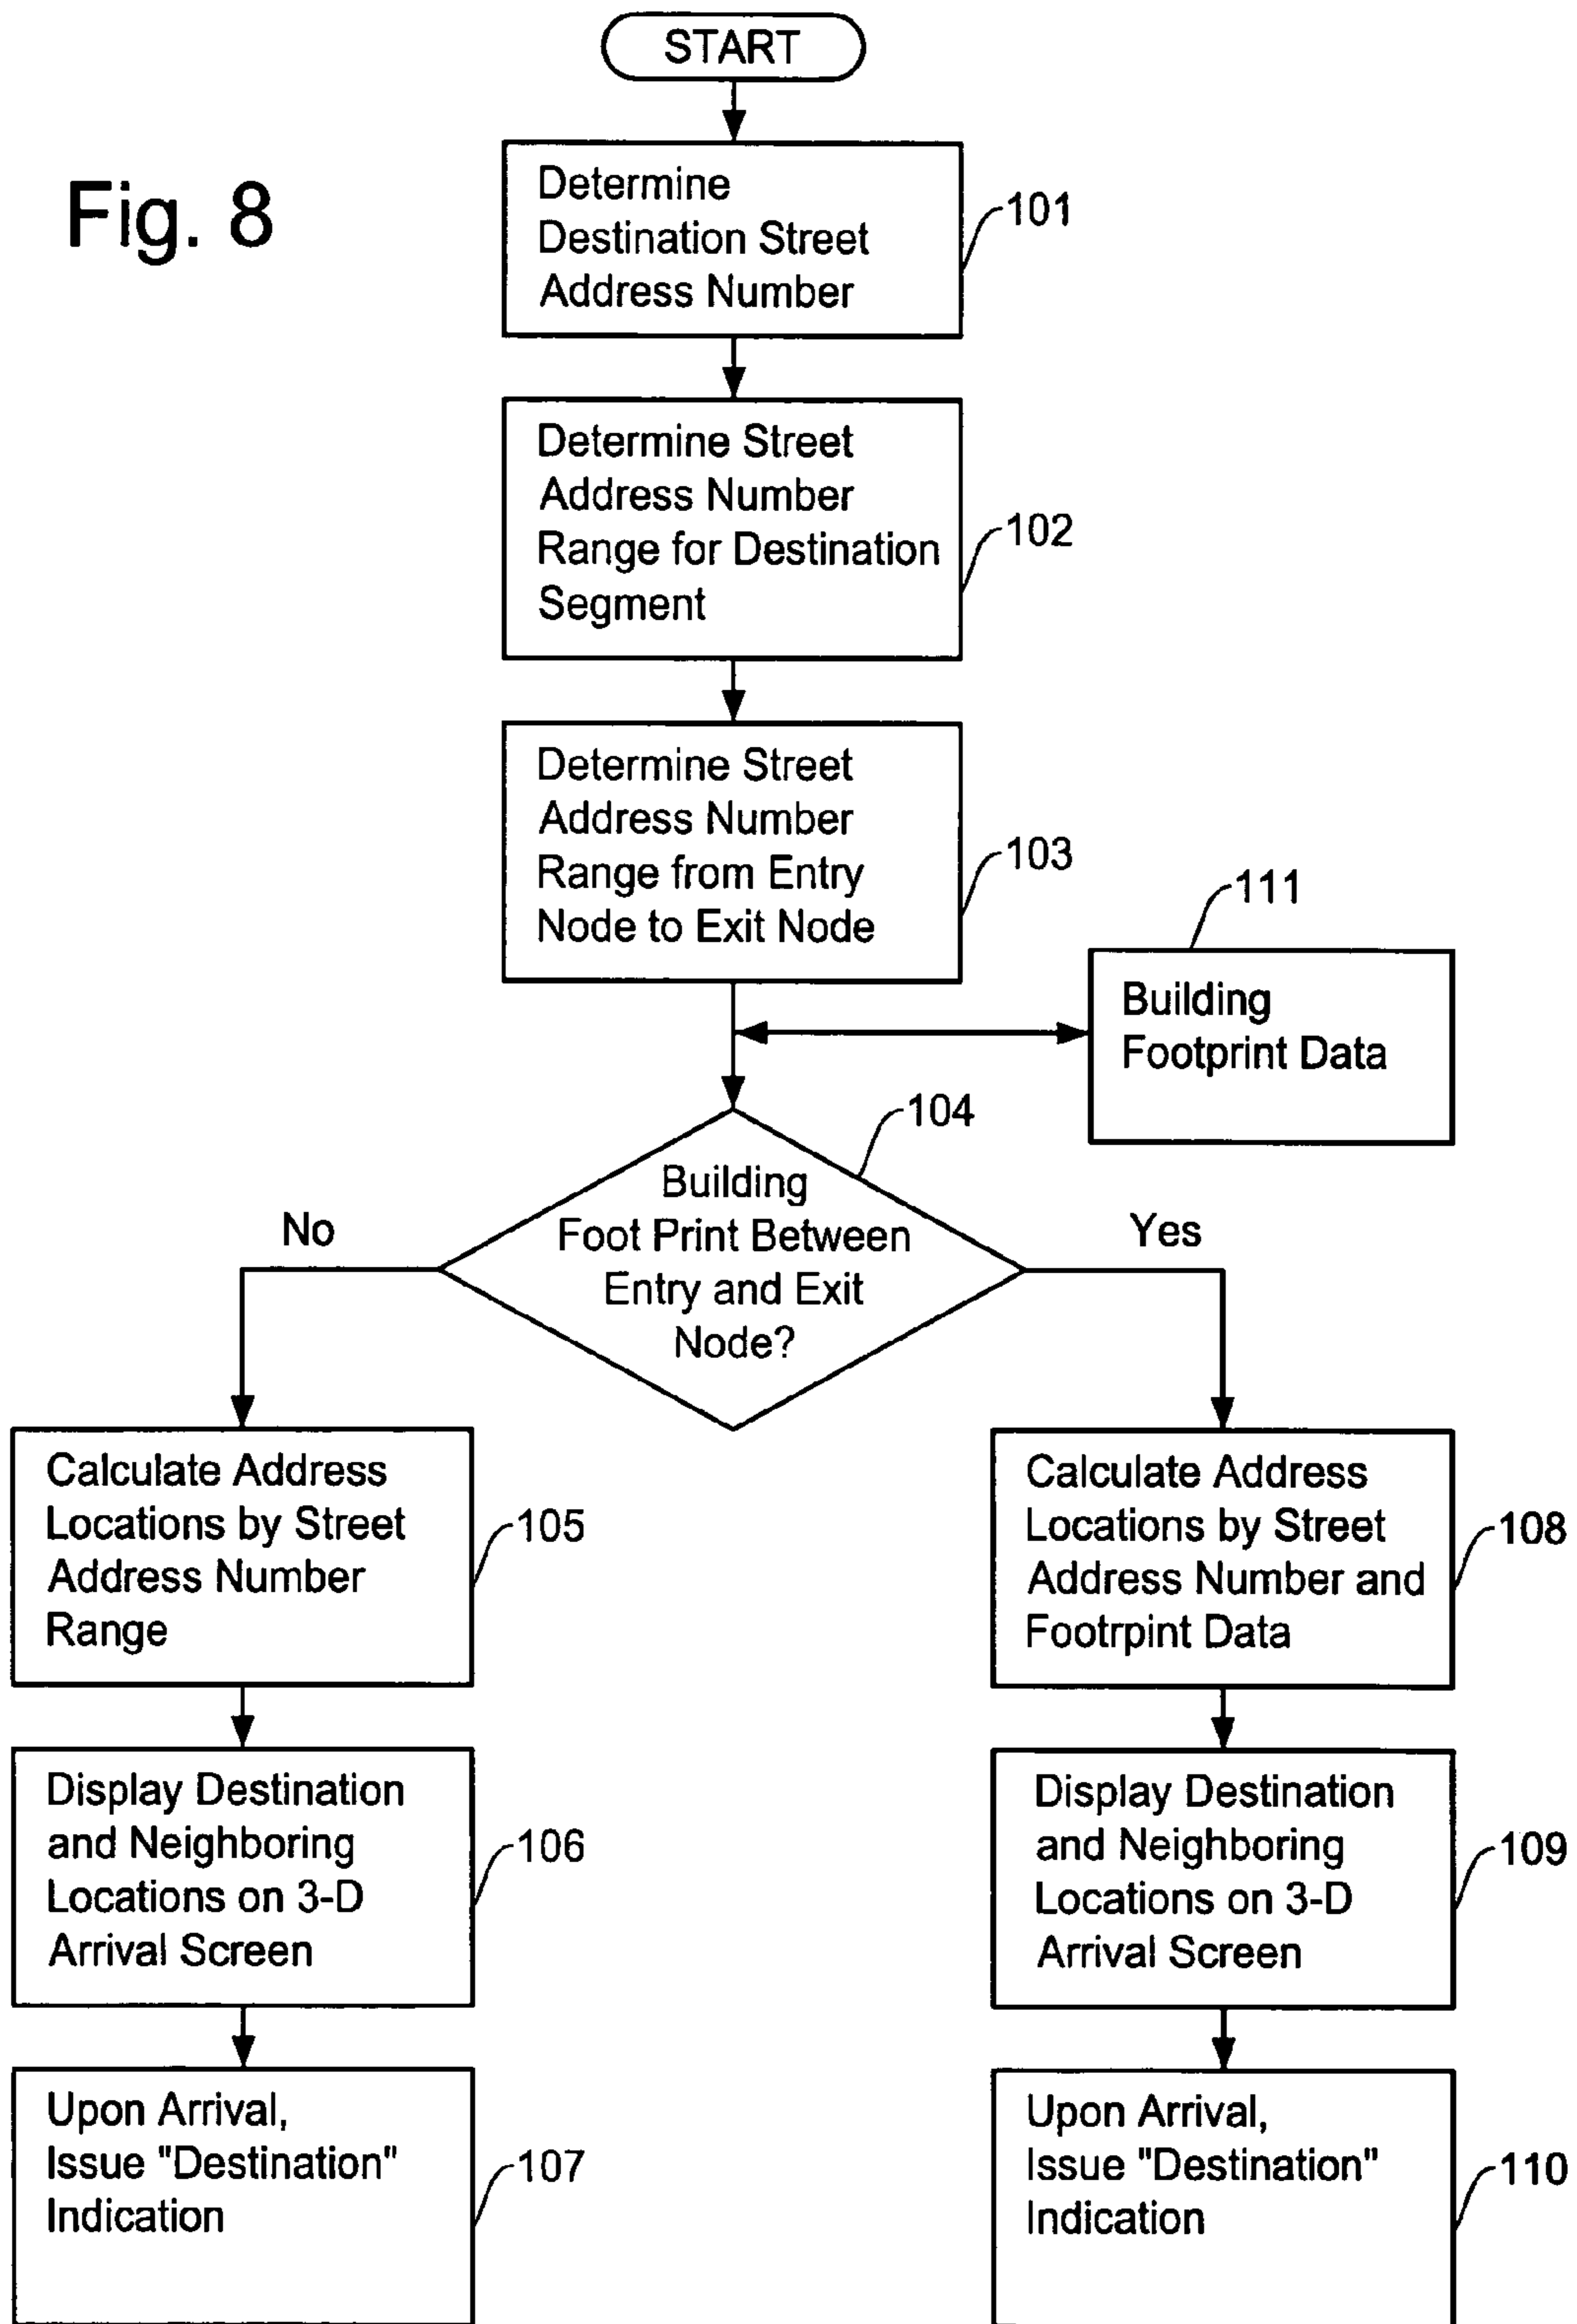 START
Fig. 8
Determine
Destination Street
Address Number
101
Determine Street
Address Number
Range for Destination
Segment
102
Determine Street
Address Number
Range from Entry
Node to Exit Node
103
111
Building
Footprint Data
104
Building
Foot Print Between
Entry and Exit
Node?
No
Yes
Calculate Address
Locations by Street
Address Number
Range
105
Calculate Address
Locations by Street
Address Number and
Footrpint Data
108
Display Destination
and Neighboring
Locations on 3-D
Arrival Screen
106
Display Destination
and Neighboring
Locations on 3-D
Arrival Screen
109
Upon Arrival,
Issue "Destination"
Indication
107
Upon Arrival,
Issue "Destination"
Indication
110